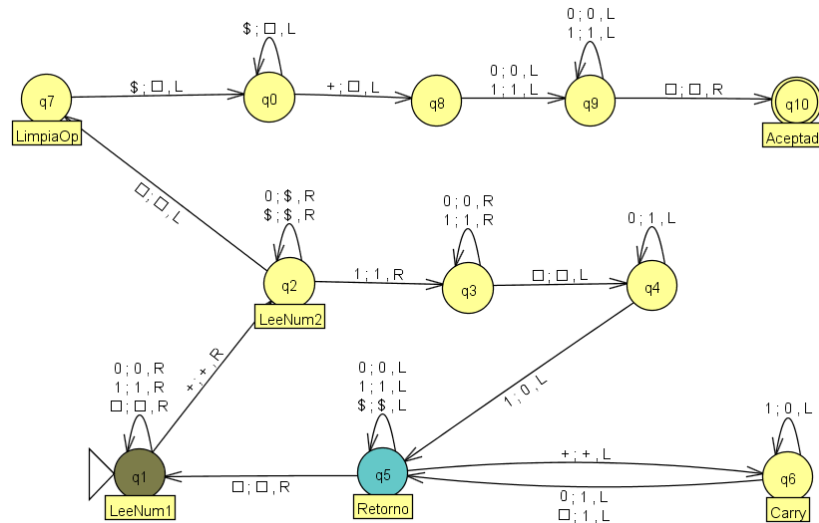 $ ; □ , L
0 ; 0 , L
1 ; 1 , L
q7
$ ; □ , L
q0
+ ; □ , L
q8
0 ; 0 , L
1 ; 1 , L
q9
□ ; □ , R
q10
LimpiaOp
Aceptad
□ ; □ , L
0 ; $ , R
$ ; $ , R
0 ; 0 , R
1 ; 1 , R
0 ; 1 , L
q2
1 ; 1 , R
q3
□ ; □ , L
q4
LeeNum2
+ ; + , R
1 ; 0 , L
0 ; 0 , R
1 ; 1 , R
□ ; □ , R
0 ; 0 , L
1 ; 1 , L
$ ; $ , L
1 ; 0 , L
q1
□ ; □ , R
q5
+ ; + , L
0 ; 1 , L
□ ; 1 , L
q6
LeeNum1
Retorno
Carry